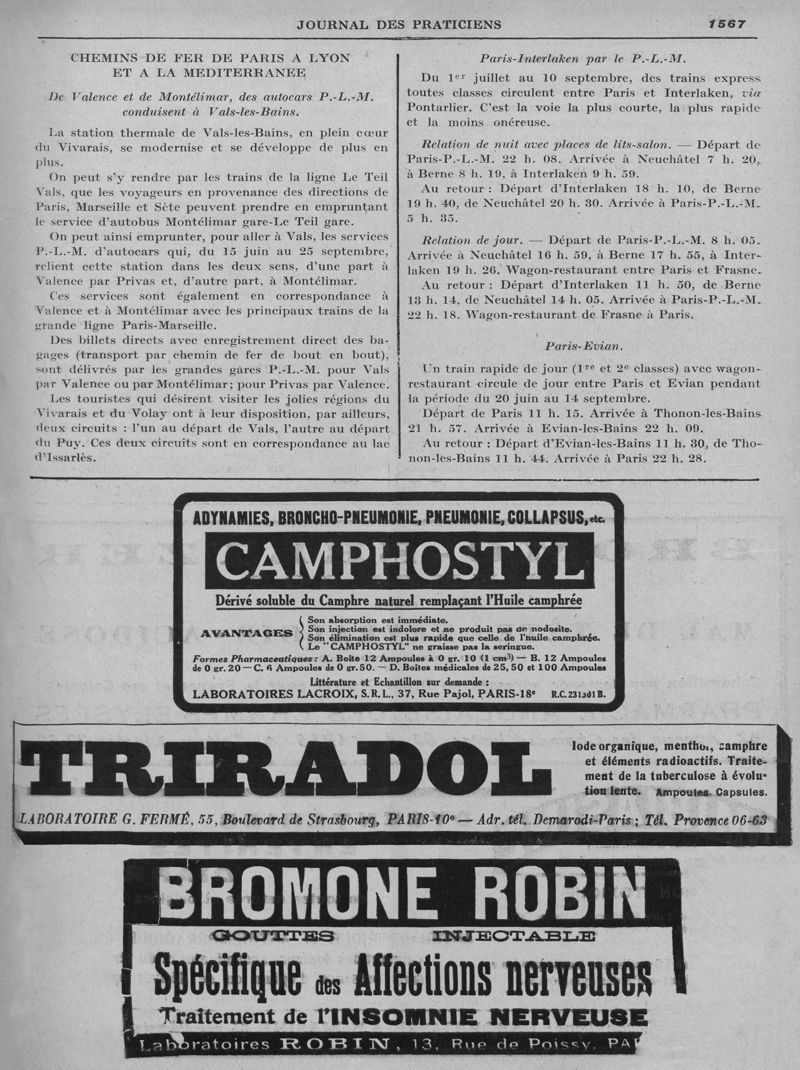 JOURNAL DES PRATICIENS 1567
CHEMINS DE FER DE PARIS A LYON
ET A LA MEDITERRANEE
De Valence et de Montélimar, des autocars P.-L.-M.
conduisent à Vals-les-Bains.
La station thermale de Vals-les-Bains, en plein cœur
du Vivarais, se modernise et se développe de plus en
plus.
On peut s'y rendre par les trains de la ligne Le Teil
Vals, que les voyageurs en provenance des directions de
Paris, Marseille et Sète peuvent prendre en empruntant
le service d'autobus Montélimar gare-Le Teil gare.
On peut ainsi emprunter, pour aller à Vals, les services
P.-L.-M. d'autocars qui, du 15 juin au 25 septembre,
relient cette station dans les deux sens, d'une part à
Valence par Privas et, d'autre part, à Montélimar.
Ces services sont également en correspondance à
Valence et à Montélimar avec les principaux trains de la
grande ligne Paris-Marseille.
Des billets directs avec enregistrement direct des ba-
gages (transport par chemin de fer de bout en bout),
sont délivrés par les grandes gares P.-L.-M. pour Vals
par Valence ou par Montélimar; pour Privas par Valence.
Les touristes qui désirent visiter les jolies régions du
Vivarais et du Volay ont à leur disposition, par ailleurs,
deux circuits : l'un au départ de Vals, l'autre au départ
du Puy. Ces deux circuits sont en correspondance au lac
d'Issarlès.
Paris-Interlaken par le P.-L.-M.
Du 1er juillet au 10 septembre, des trains express
toutes classes circulent entre Paris et Interlaken, via
Pontarlier. C'est la voie la plus courte, la plus rapide
et la moins onéreuse.
Relation de nuit avec places de lits-salon. — Départ de
Paris-P.-L.-M. 22 h. 08. Arrivée à Neuchâtel 7 h. 20,
à Berne 8 h. 19, à Interlaken 9 h. 59.
Au retour : Départ d'Interlaken 18 h. 10, de Berne
19 h. 40, de Neuchâtel 20 h. 30. Arrivée à Paris-P.-L.-M.
5 h. 35.
Relation de jour. — Départ de Paris-P.-L.-M. 8 h. 05.
Arrivée à Neuchâtel 16 h. 59, à Berne 17 h. 55, à Inter-
laken 19 h. 26. Wagon-restaurant entre Paris et Frasne.
Au retour : Départ d'Interlaken 11 h. 50, de Berne
13 h. 14, de Neuchâtel 14 h. 05. Arrivée à Paris-P.-L.-M.
22 h. 18. Wagon-restaurant de Frasne à Paris.
Paris-Evian.
Un train rapide de jour (1re et 2e classes) avec wagon-
restaurant circule de jour entre Paris et Evian pendant
la période du 20 juin au 14 septembre.
Départ de Paris 11 h. 15. Arrivée à Thonon-les-Bains
21 h. 57. Arrivée à Evian-les-Bains 22 h. 09.
Au retour : Départ d'Evian-les-Bains 11 h. 30, de Tho-
non-les-Bains 11 h. 44. Arrivée à Paris 22 h. 28.
ADYNAMIES, BRONCHO-PNEUMONIE, PNEUMONIE, COLLAPSUS, etc.
CAMPHOSTYL
Dérivé soluble du Camphre naturel remplaçant l'Huile camphrée
AVANTAGES
Son absorption est immédiate.
Son injection est indolore et ne produit pas de nodosité.
Son élimination est plus rapide que celle de l'huile camphrée.
Le "CAMPHOSTYL" ne graisse pas la seringue.
Formes Pharmaceutiques : A. Boîte 12 Ampoules à 0 gr. 10 (1 cm³) — B. 12 Ampoules
de 0 gr. 20 — C. 6 Ampoules de 0 gr. 50. — D. Boîtes médicales de 25, 50 et 100 Ampoules
Littérature et Echantillon sur demande :
LABORATOIRES LACROIX, S.R.L., 37, Rue Pajol, PARIS-18e R.C. 231501 B.
TRIRADOL
Iode organique, menthol, camphre
et éléments radioactifs. Traite-
ment de la tuberculose à évolu-
tion lente. Ampoules. Capsules.
LABORATOIRE G. FERMÉ, 55, Boulevard de Strasbourg, PARIS-10e — Adr. tél. Demarodi-Paris ; Tél. Provence 06-63
BROMONE ROBIN
GOUTTES INJECTABLE
Spécifique des Affections nerveuses
Traitement de l'INSOMNIE NERVEUSE
Laboratoires ROBIN, 13, Rue de Poissy, PA